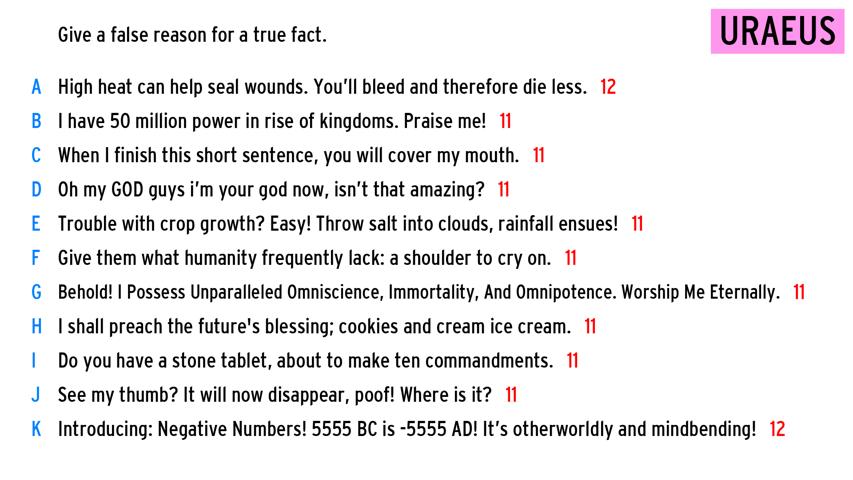 Give a false reason for a true fact.
URAEUS
A High heat can help seal wounds. You'll bleed and therefore die less. 12
B I have 50 million power in rise of kingdoms. Praise me! 11
C When I finish this short sentence, you will cover my mouth. 11
D Oh my GOD guys i'm your god now, isn't that amazing? 11
E Trouble with crop growth? Easy! Throw salt into clouds, rainfall ensues! 11
F Give them what humanity frequently lack: a shoulder to cry on. 11
G Behold! I Possess Unparalleled Omniscience, Immortality, And Omnipotence. Worship Me Eternally. 11
H I shall preach the future's blessing; cookies and cream ice cream. 11
I Do you have a stone tablet, about to make ten commandments. 11
J See my thumb? It will now disappear, poof! Where is it? 11
K Introducing: Negative Numbers! 5555 BC is -5555 AD! It's otherworldly and mindbending! 12